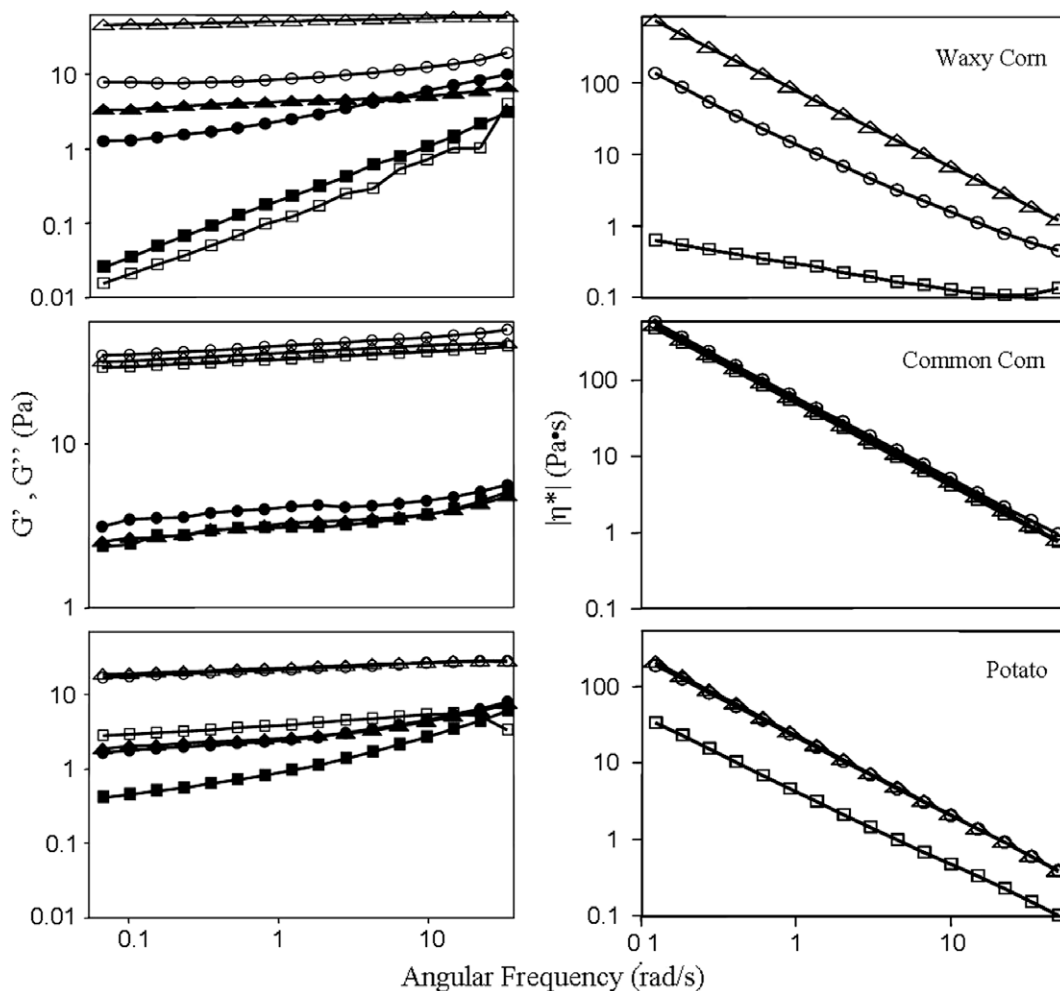 10
1
0.1
0.01
100
10
1
0.1
Waxy Corn
10
1
100
10
1
0.1
Common Corn
G’ , G’’ (Pa)
|η*| (Pa•s)
10
1
0.1
0.01
0.1 1 10
100
10
1
0.1
Potato
0 1 1 10
Angular Frequency (rad/s)